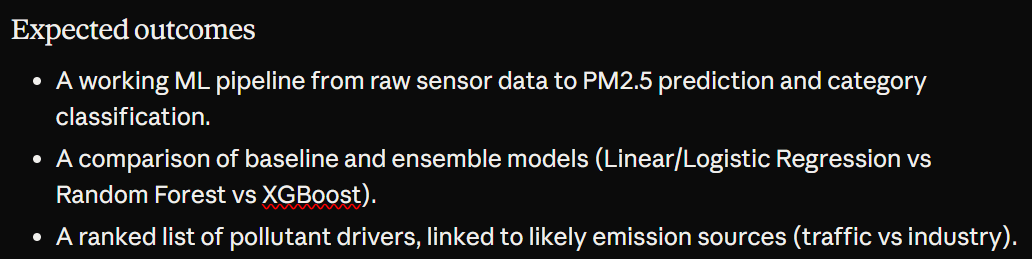 Expected outcomes
• A working ML pipeline from raw sensor data to PM2.5 prediction and category
classification.
• A comparison of baseline and ensemble models (Linear/Logistic Regression vs
Random Forest vs XGBoost).
• A ranked list of pollutant drivers, linked to likely emission sources (traffic vs industry).